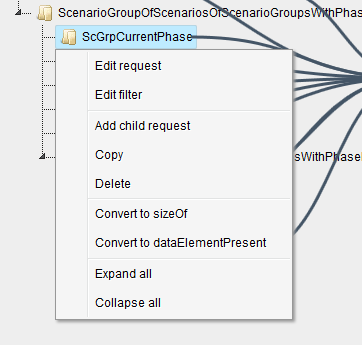 ScenarioGroupOfScenariosOfScenarioGroupsWithPhas
ScGrpCurrentPhase
Edit request
Edit filter
Add child request
Copy
sWithPhase
Delete
Convert to sizeOf
Convert to dataElementPresent
Expand all
Collapse all